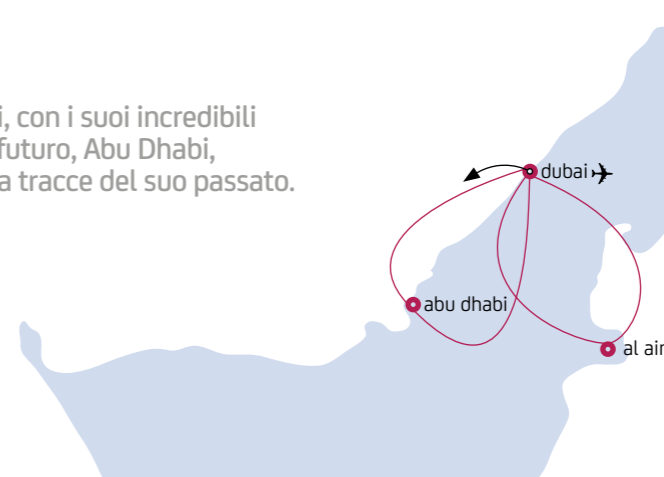 i, con i suoi incredibili
futuro, Abu Dhabi,
a tracce del suo passato.
dubai
abu dhabi
al ain